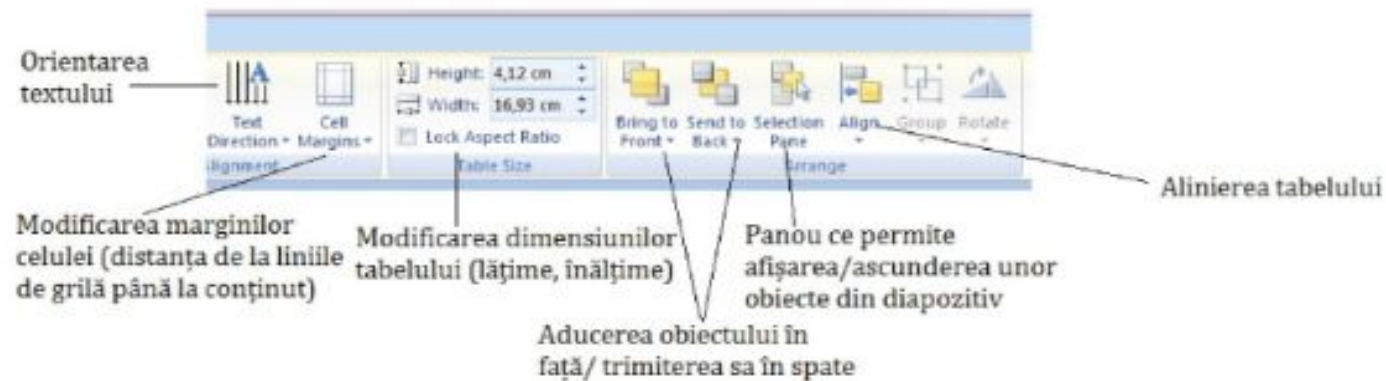 Orientarea
textului
Text
Direction
Cell
Margins
lignment
Height: 4,12 cm
Width: 16,93 cm
Lock Aspect Ratio
Table Size
Bring to
Front
Send to
Back
Selection
Pane
Align
Group
Rotate
Arrange
Alinierea tabelului
Modificarea marginilor
celulei (distanța de la liniile
de grilă până la conținut)
Modificarea dimensiunilor
tabelului (lățime, înălțime)
Panou ce permite
afișarea/ascunderea unor
obiecte din diapozitiv
Aducerea obiectului în
față/ trimiterea sa în spate